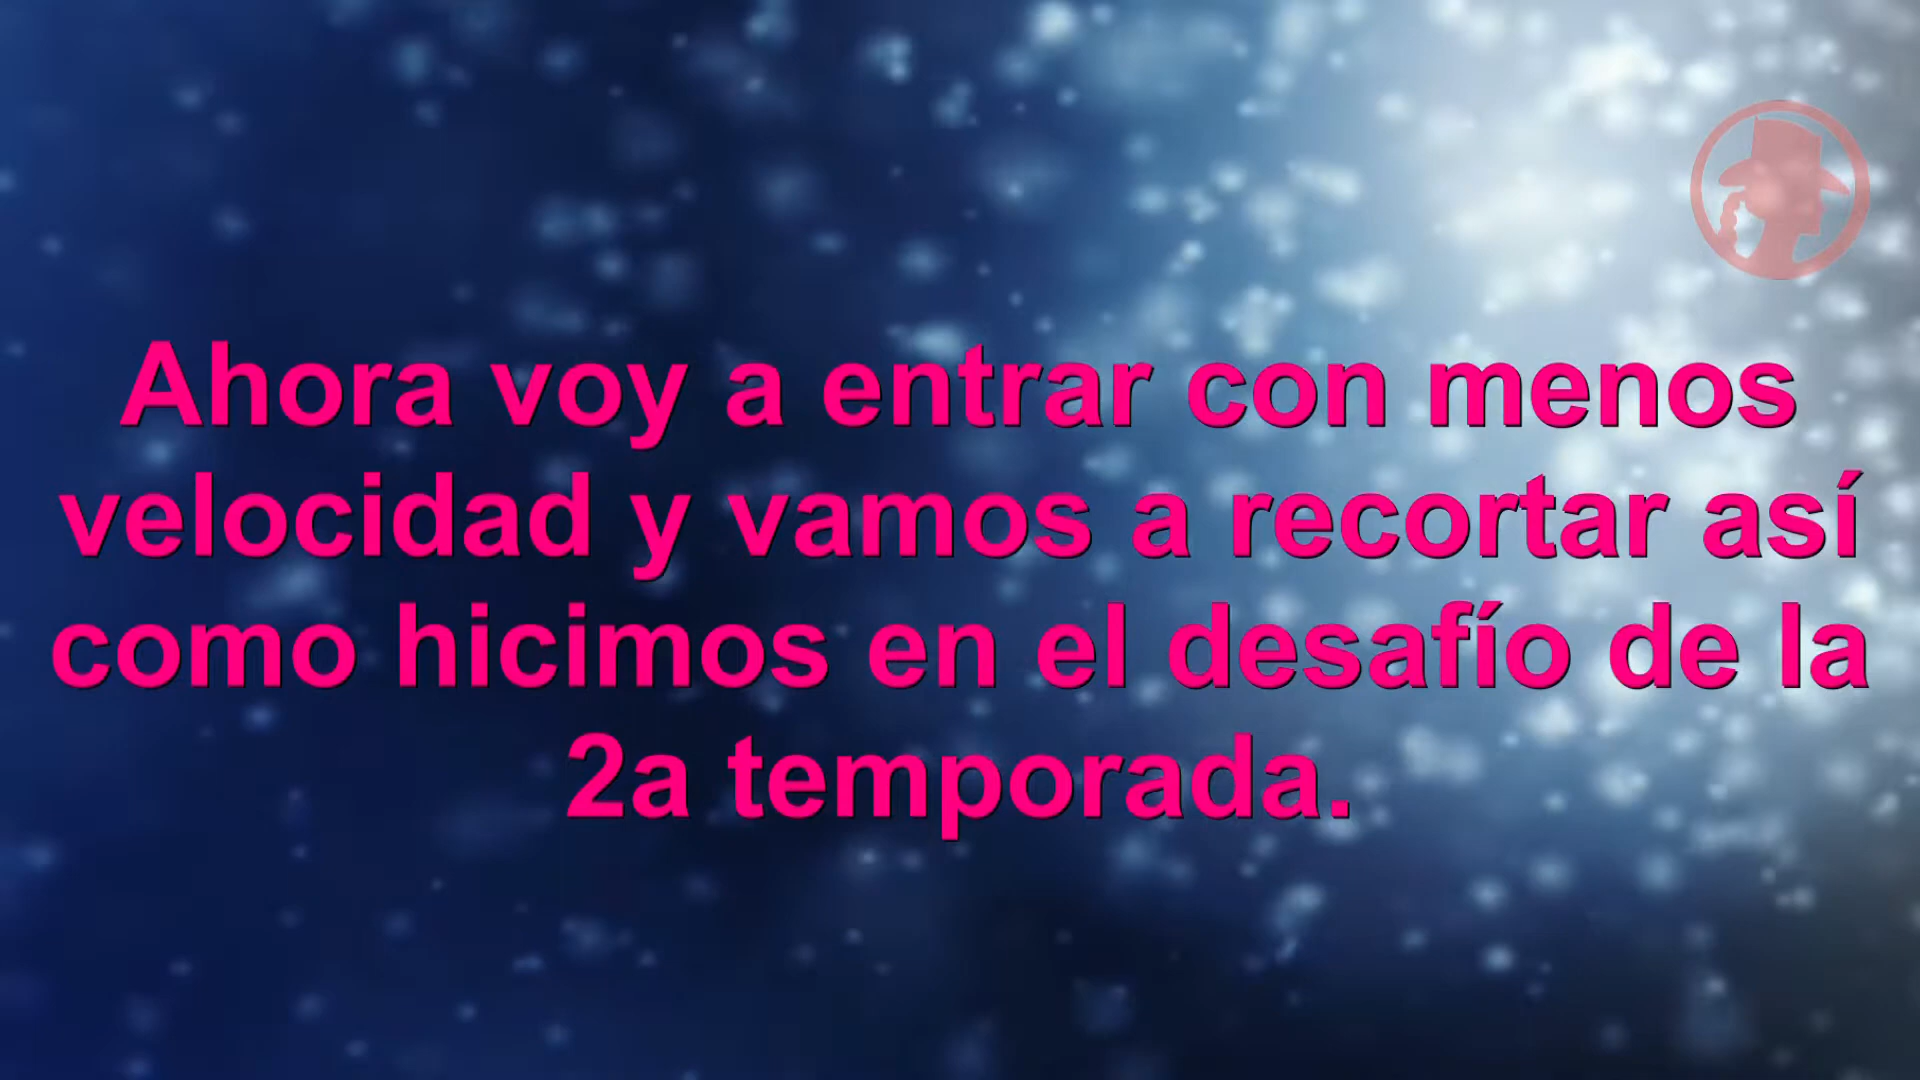 Ahora voy a entrar con menos
velocidad y vamos a recortar así
como hicimos en el desafío de la
2a temporada.